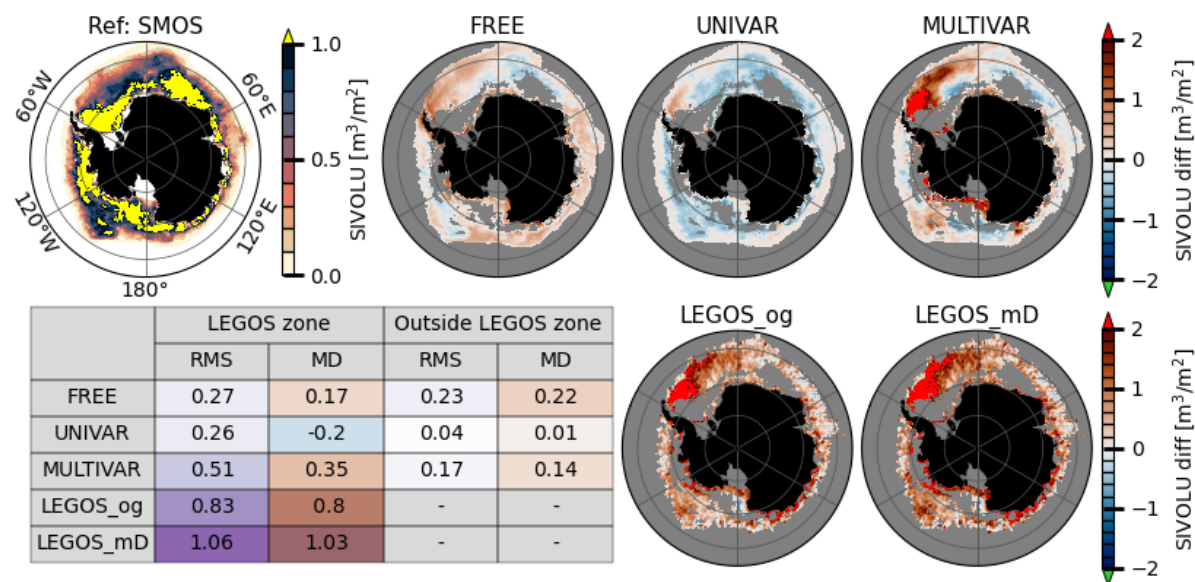 Ref: SMOS
FREE
UNIVAR
MULTIVAR
60°W
60°E
120°W
120°E
180°
1.0
0.5
0.0
SIVOLU [m³/m²]
2
1
0
−1
−2
SIVOLU diff [m³/m²]
LEGOS zone
Outside LEGOS zone
RMS
MD
RMS
MD
FREE
0.27
0.17
0.23
0.22
UNIVAR
0.26
-0.2
0.04
0.01
MULTIVAR
0.51
0.35
0.17
0.14
LEGOS_og
0.83
0.8
-
-
LEGOS_mD
1.06
1.03
-
-
LEGOS_og
LEGOS_mD
2
1
0
−1
−2
SIVOLU diff [m³/m²]